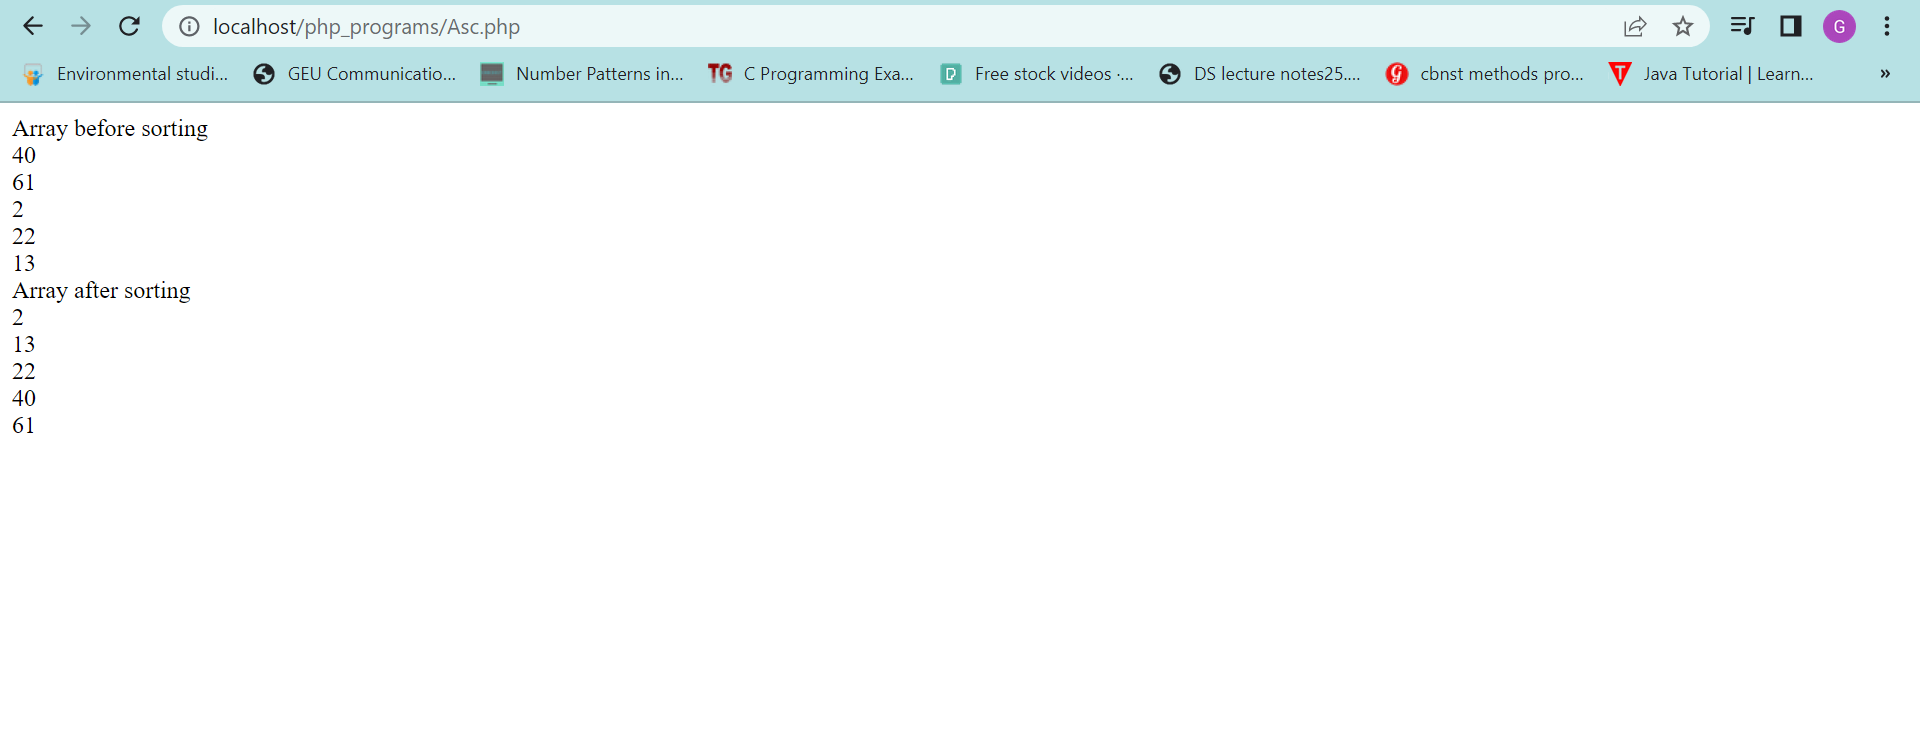 localhost/php_programs/Asc.php
G
Environmental studi...
GEU Communicatio...
Number Patterns in...
TG C Programming Exa...
Free stock videos ·...
DS lecture notes25....
cbnst methods pro...
Java Tutorial | Learn...
»
Array before sorting
40
61
2
22
13
Array after sorting
2
13
22
40
61